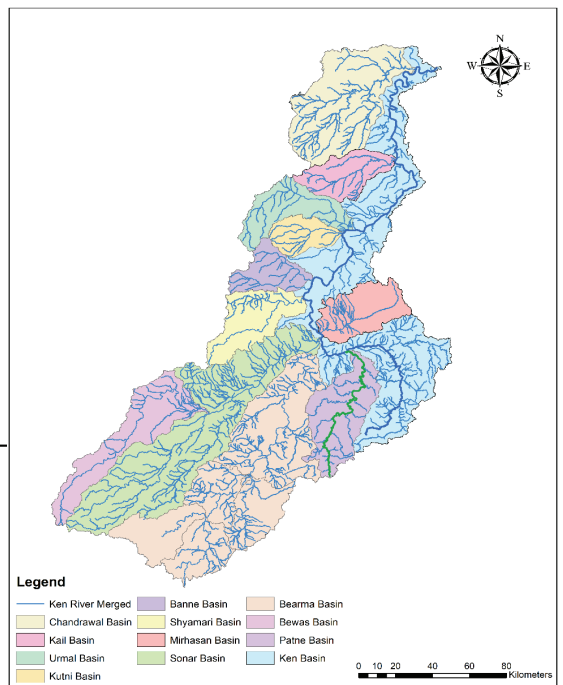 N
W E
S
Legend
Ken River Merged Banne Basin Bearma Basin
Chandrawal Basin Shyamari Basin Bewas Basin
Kail Basin Mirhasan Basin Patne Basin
Urmal Basin Sonar Basin Ken Basin
Kutni Basin
0 10 20 40 60 80
Kilometers